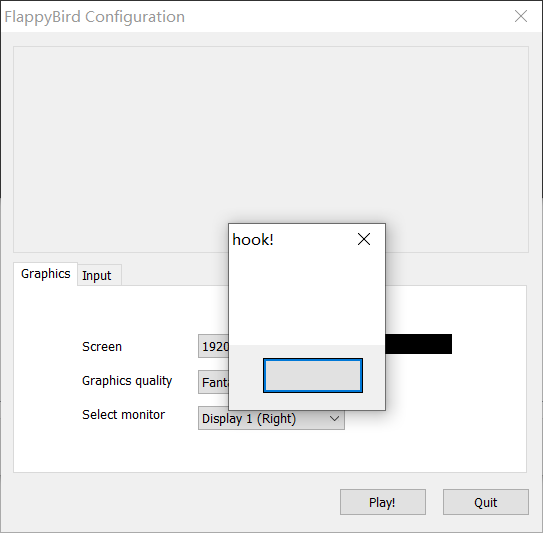 FlappyBird Configuration
hook!
Graphics
Input
Screen
1920
Graphics quality
Fanta
Select monitor
Display 1 (Right)
Play!
Quit